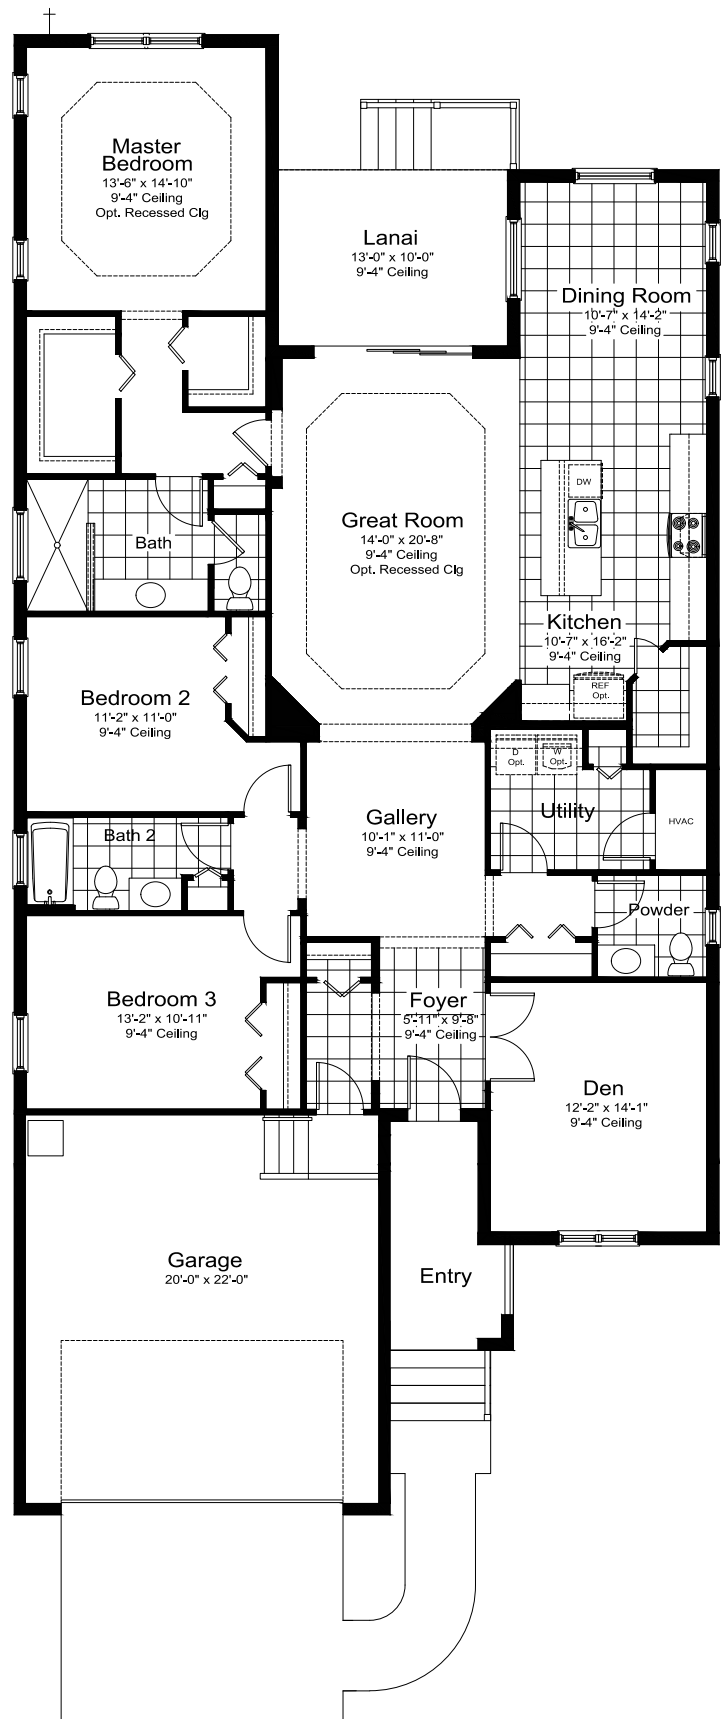 Master
Bedroom
13'-6" x 14'-10"
9'-4" Ceiling
Opt. Recessed Clg
Lanai
13'-0" x 10'-0"
9'-4" Ceiling
Dining Room
10'-7" x 14'-2"
9'-4" Ceiling
DW
Great Room
14'-0" x 20'-8"
9'-4" Ceiling
Opt. Recessed Clg
Bath
Kitchen
10'-7" x 16'-2"
9'-4" Ceiling
REF
Opt.
Bedroom 2
11'-2" x 11'-0"
9'-4" Ceiling
D
Opt.
W
Opt.
Utility
HVAC
Gallery
10'-1" x 11'-0"
9'-4" Ceiling
Bath 2
Powder
Bedroom 3
13'-2" x 10'-11"
9'-4" Ceiling
Foyer
5'-11" x 9'-8"
9'-4" Ceiling
Den
12'-2" x 14'-1"
9'-4" Ceiling
Garage
20'-0" x 22'-0"
Entry